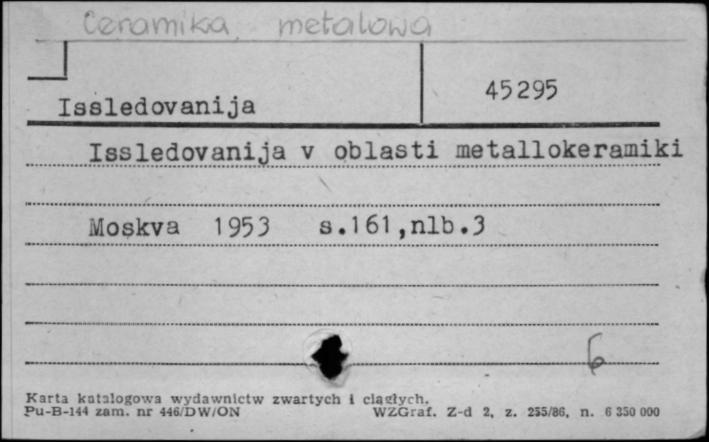 Ceramika, metalowa
45295
Issledovanija
Issledovanija v oblasti metallokeramiki
Moskva 1953 s.161,nlb.3
6
Karta katalogowa wydawnictw zwartych i ciągłych.
Pu-B-144 zam. nr 446/DW/ON WZGraf. Z-d 2, z. 255/86, n. 6 350 000